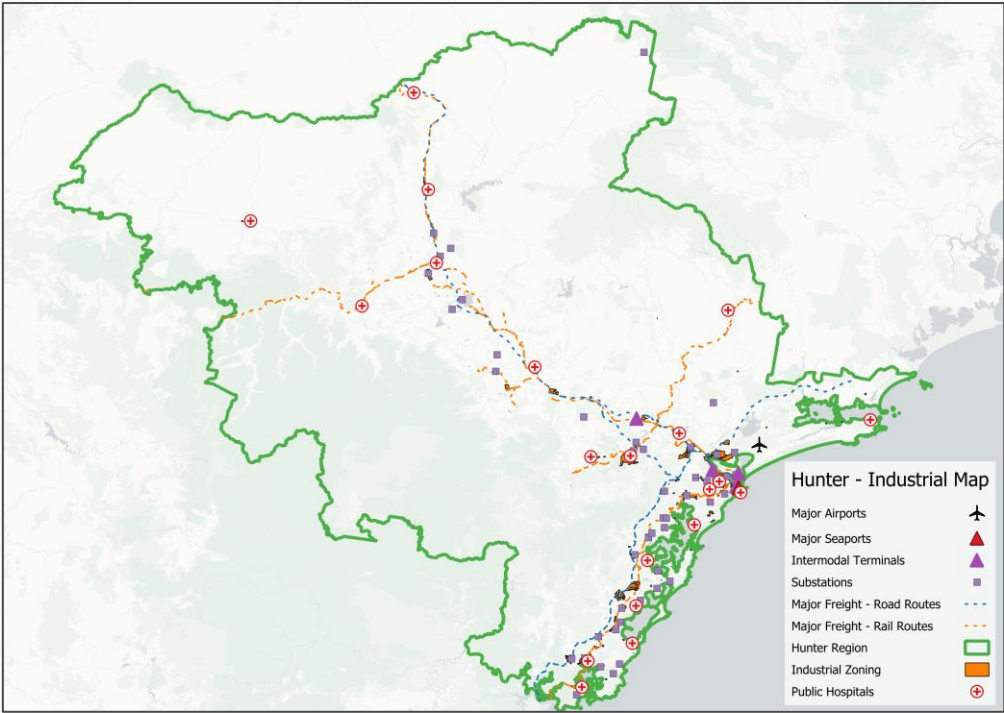 Hunter - Industrial Map
Major Airports
Major Seaports
Intermodal Terminals
Substations
Major Freight - Road Routes
Major Freight - Rail Routes
Hunter Region
Industrial Zoning
Public Hospitals